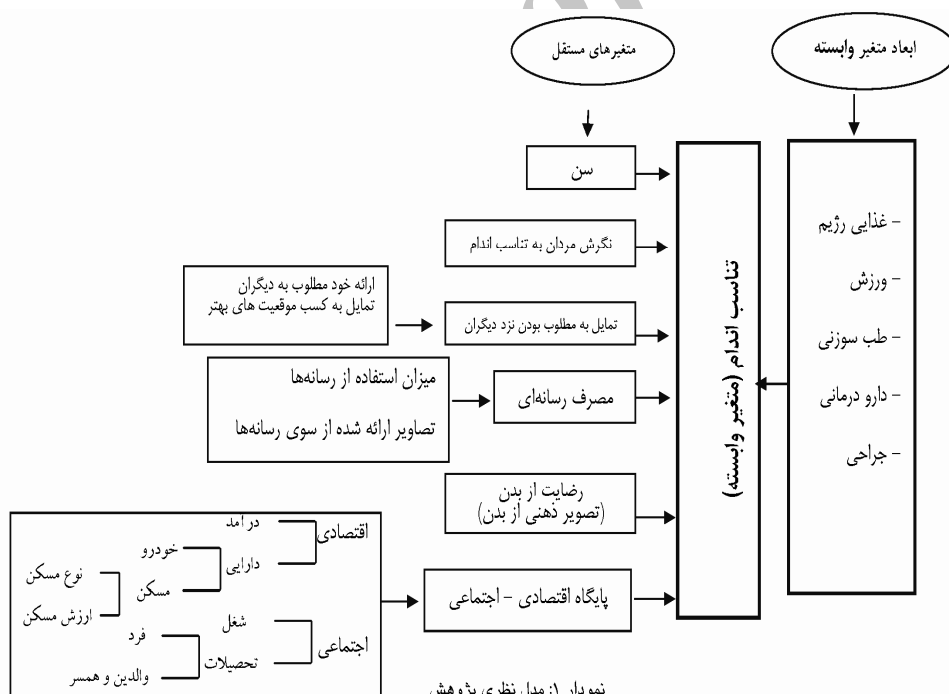 ابعاد متغیر وابسته
متغیرهای مستقل
- غذایی رژیم
- ورزش
- طب سوزنی
- دارو درمانی
- جراحی
تناسب اندام (متغیر وابسته)
سن
نگرش مردان به تناسب اندام
تمایل به مطلوب بودن نزد دیگران
ارائه خود مطلوب به دیگران
تمایل به کسب موقعیت های بهتر
مصرف رسانه‌ای
میزان استفاده از رسانه‌ها
تصاویر ارائه شده از سوی رسانه‌ها
رضایت از بدن
(تصویر ذهنی از بدن)
پایگاه اقتصادی - اجتماعی
اقتصادی
درآمد
دارایی
خودرو
مسکن
نوع مسکن
ارزش مسکن
اجتماعی
شغل
تحصیلات
فرد
والدین و همسر
نمودار ۱: مدل نظری پژوهش